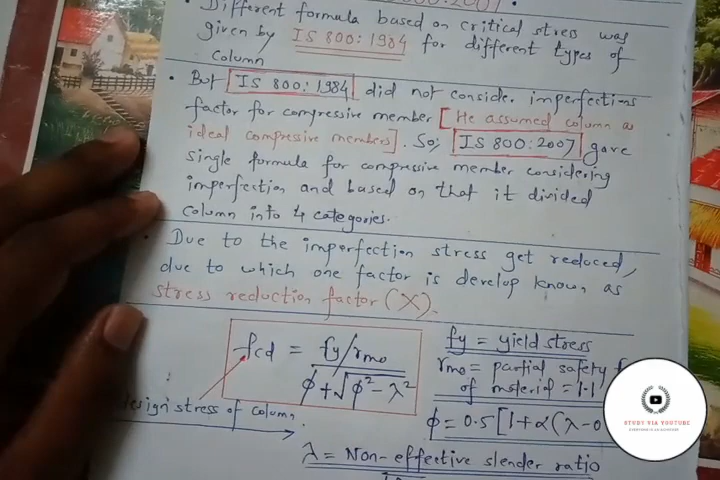 Different formula based on critical stress was
given by IS 800:1984 for different types of
column
• But IS 800:1984 did not conside. imperfections
factor for compressive member [He assumed column as
ideal compressive members]. So; IS 800:2007 gave
single formula for compressive member considering
imperfection and based on that it divided
column into 4 categories.
• Due to the imperfection stress get reduced,
due to which one factor is develop known as
stress reduction factor (X).
fcd = fy/rmo / ϕ+√ϕ²-λ²
design stress of column
fy = yield stress
rmo = partial safety f
of material = 1.1
ϕ = 0.5[1+α(λ-0
λ = Non-effective slender ratio
STUDY VIA YOUTUBE